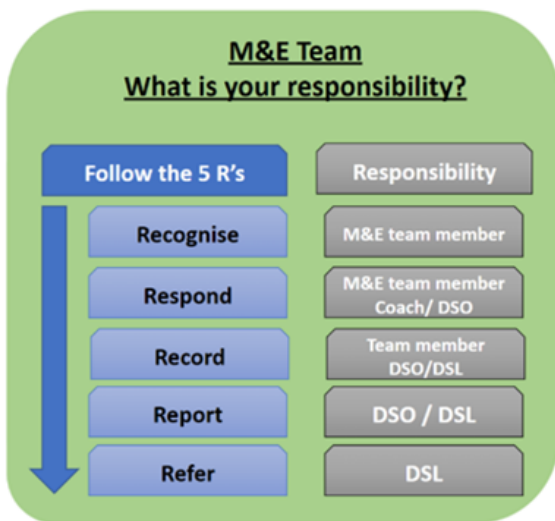 M&E Team
What is your responsibility?
Follow the 5 R's
Responsibility
Recognise
M&E team member
Respond
M&E team member
Coach/ DSO
Record
Team member
DSO/DSL
Report
DSO / DSL
Refer
DSL